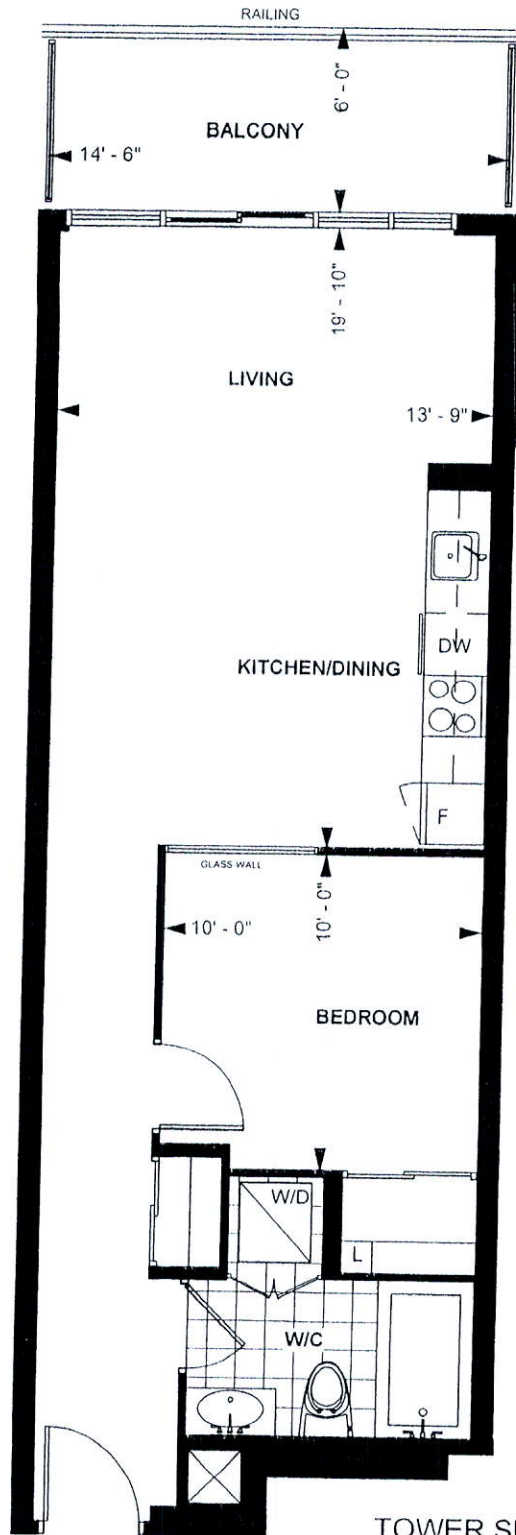 RAILING
6' - 0"
BALCONY
14' - 6"
19' - 10"
LIVING
13' - 9"
DW
KITCHEN/DINING
F
GLASS WALL
10' - 0"
10' - 0"
BEDROOM
W/D
L
W/C